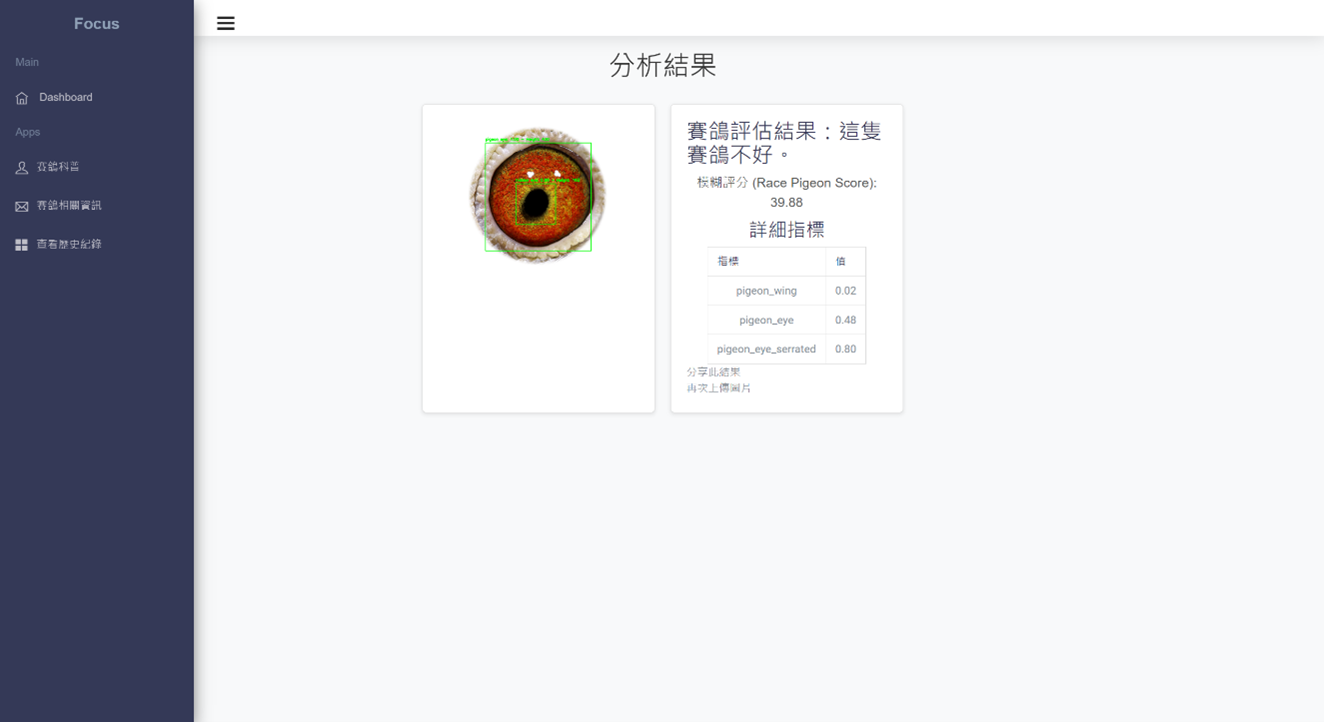 Focus
Main
Dashboard
Apps
賽鴿科普
賽鴿相關資訊
查看歷史紀錄
分析結果
賽鴿評估結果：這隻
賽鴿不好。
模糊評分 (Race Pigeon Score):
39.88
詳細指標
指標 值
pigeon_wing 0.02
pigeon_eye 0.48
pigeon_eye_serrated 0.80
分享此結果
再次上傳圖片